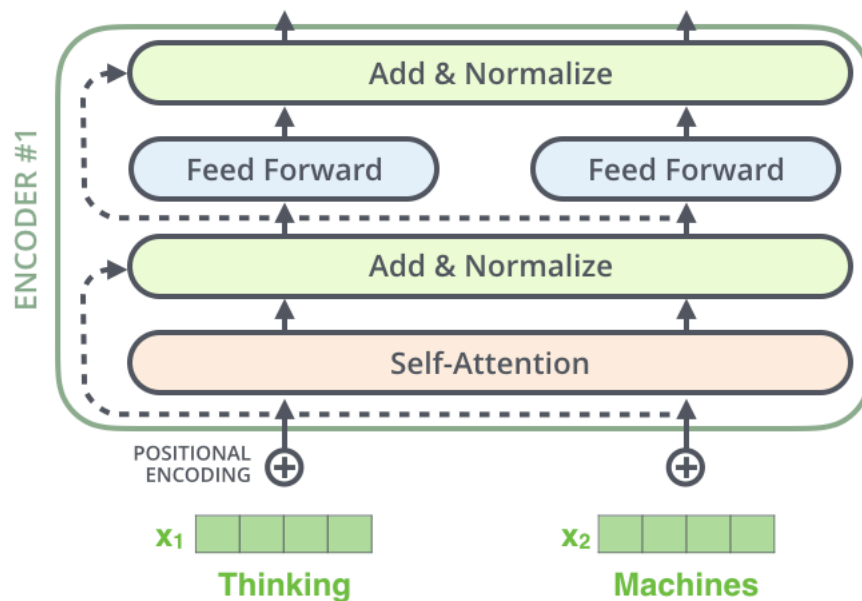 ENCODER #1
Add & Normalize
Feed Forward
Feed Forward
Add & Normalize
Self-Attention
POSITIONAL
ENCODING
x₁
x₂
Thinking
Machines